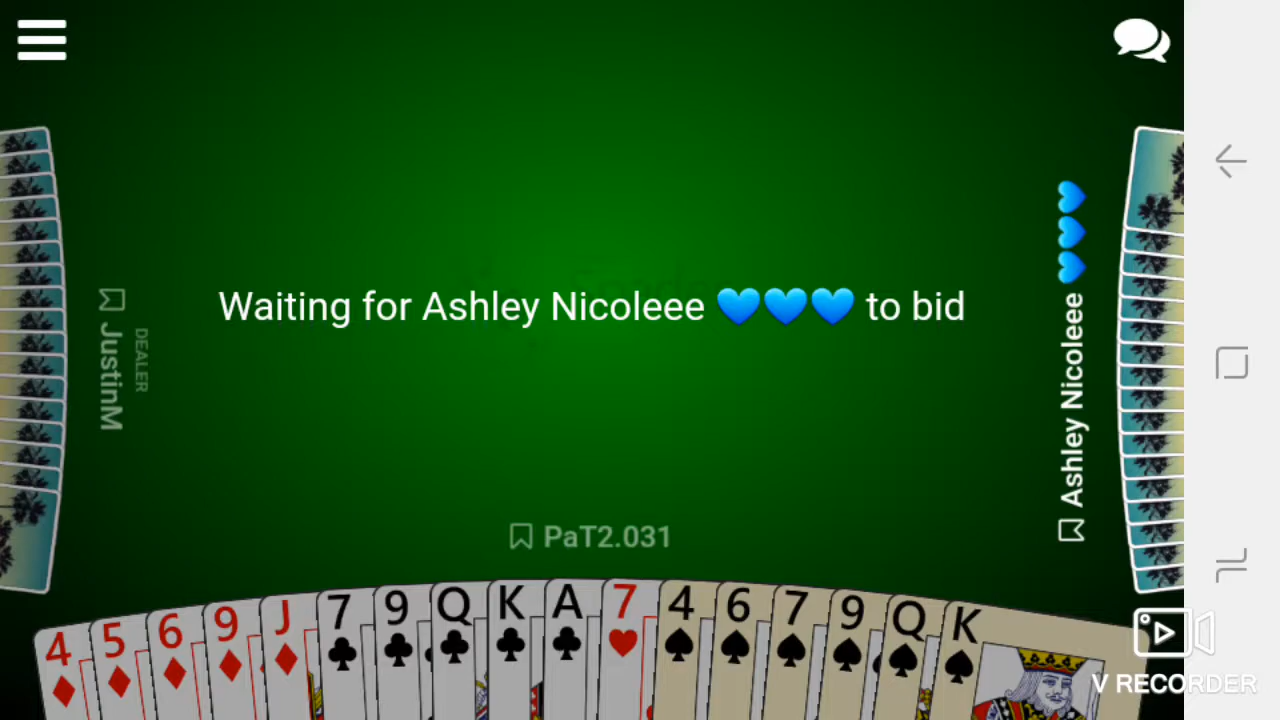 Waiting for Ashley Nicoleee 💙💙💙 to bid
DEALER
JustinM
Ashley Nicoleee 💙💙💙
PaT2.031
4 5 6 9 J 7 9 Q K A 7 4 6 7 9 Q K
V RECORDER